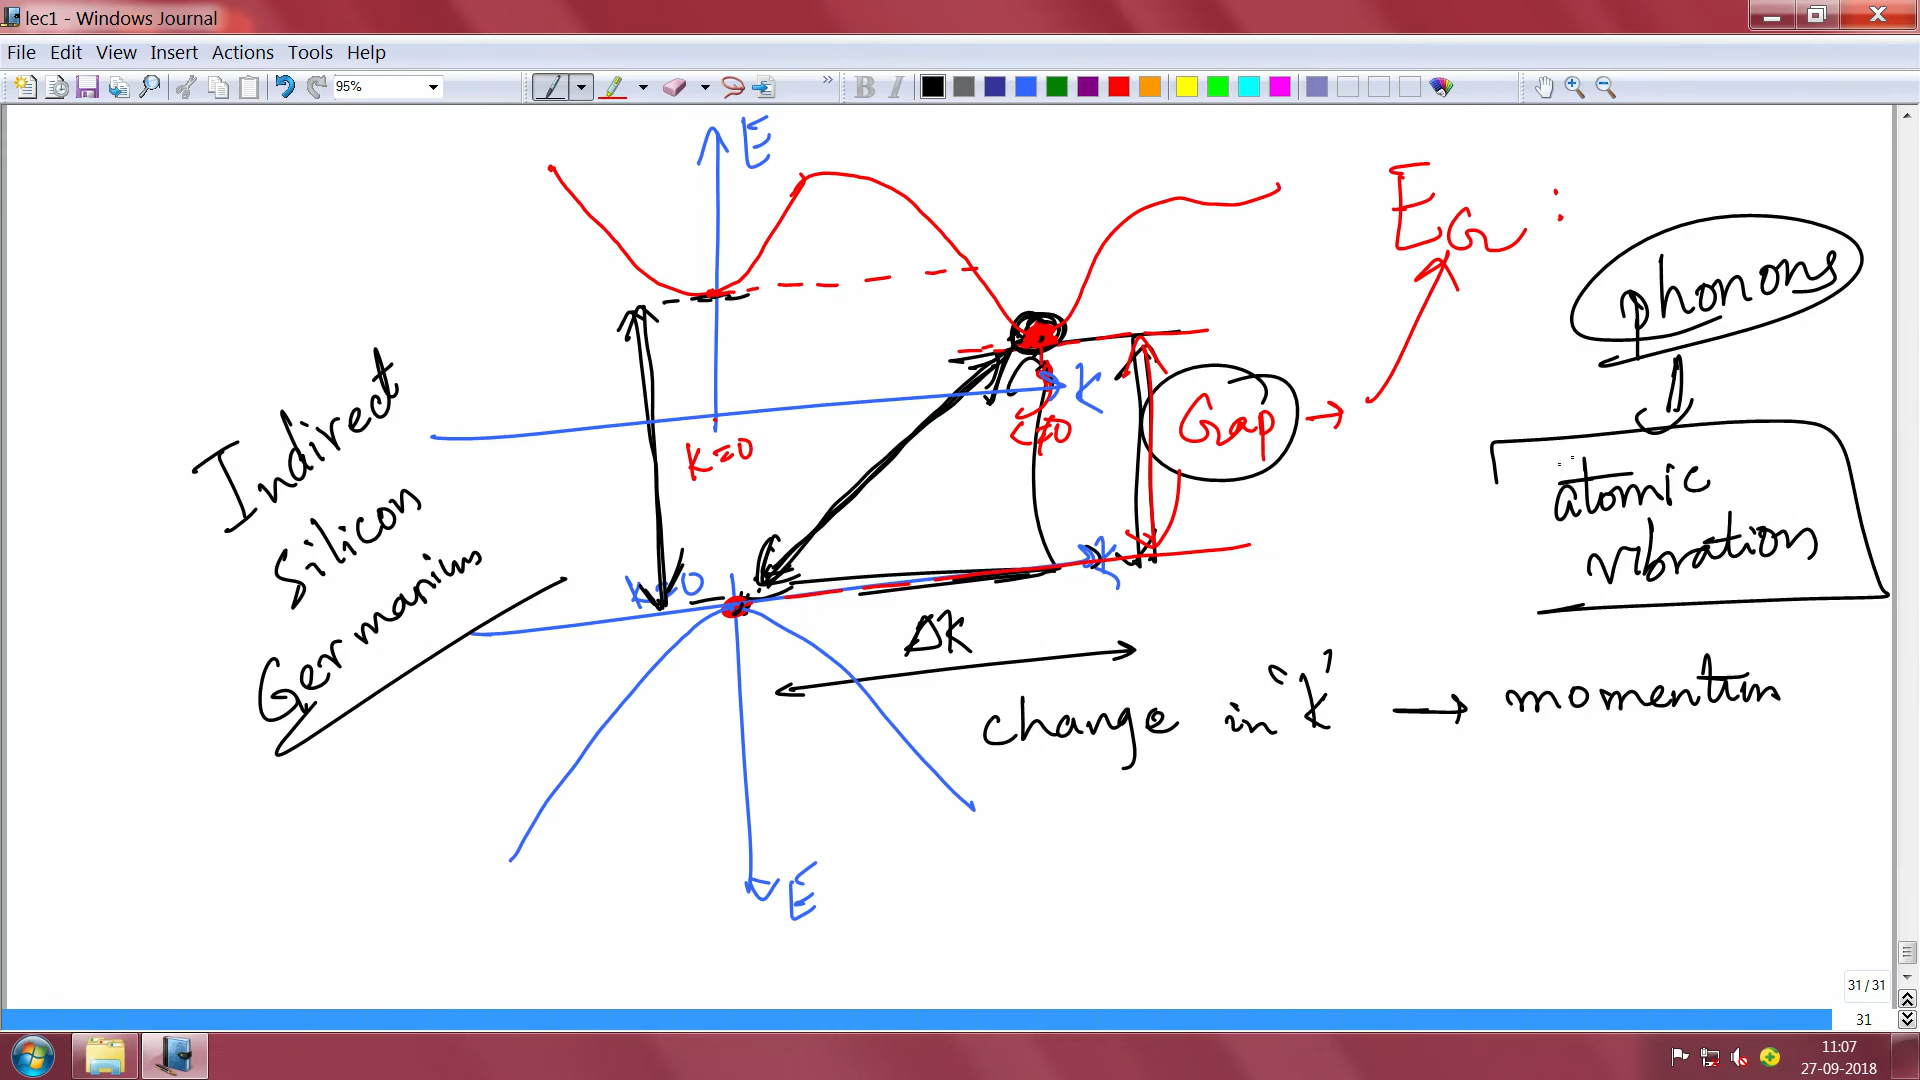 lec1 - Windows Journal
File Edit View Insert Actions Tools Help
95%
B I
E
E_G :
phonons
K
Gap
k=0
≠0
Indirect
Silicon
Germanium
atomic
vibration
k=0
k
ΔK
change in "K" → momentum
E
31 / 31
31
11:07
27-09-2018